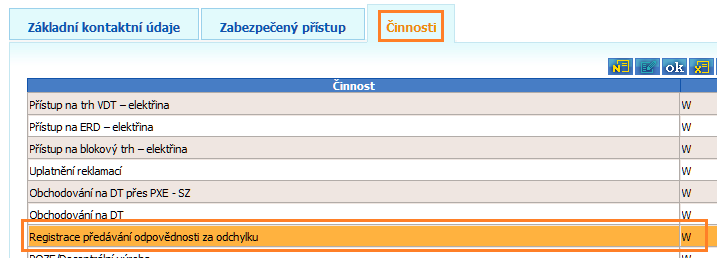 Základní kontaktní údaje Zabezpečený přístup Činnosti
N ok x
Činnost
Přístup na trh VDT – elektřina W
Přístup na ERD – elektřina W
Přístup na blokový trh – elektřina W
Uplatnění reklamací W
Obchodování na DT přes PXE - SZ W
Obchodování na DT W
Registrace předávání odpovědnosti za odchylku W